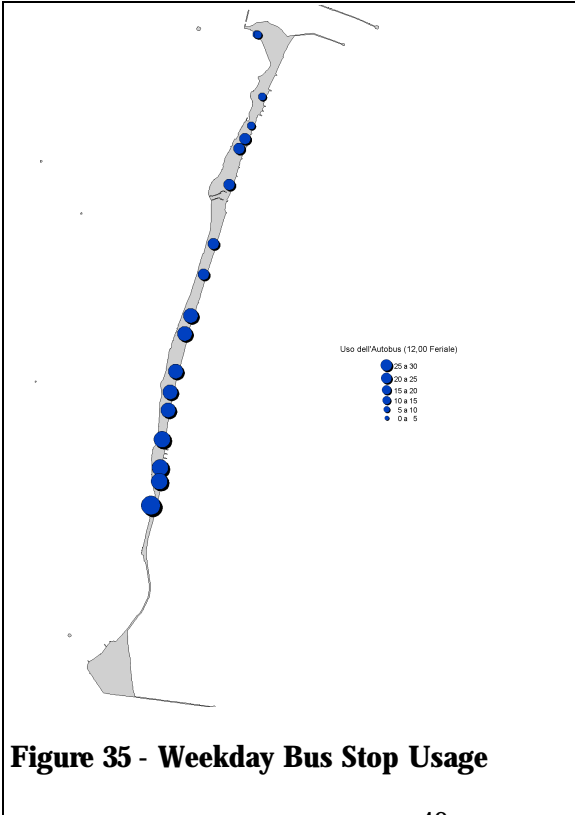 Uso dell'Autobus (12,00 Feriale)
25 a 30
20 a 25
15 a 20
10 a 15
5 a 10
0 a 5
Figure 35 - Weekday Bus Stop Usage